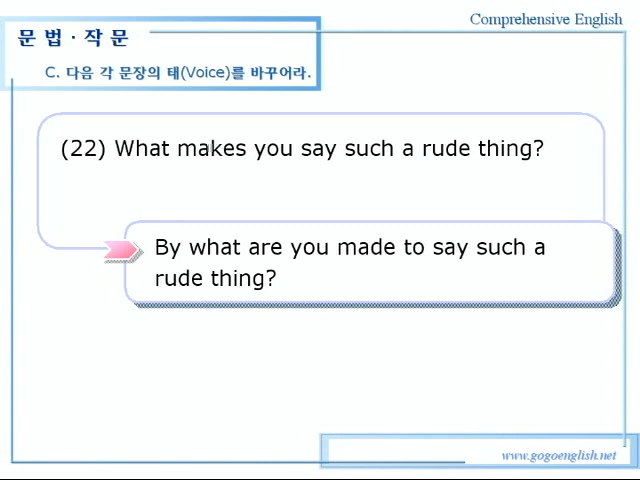 Comprehensive English
문 법 · 작 문
C. 다음 각 문장의 태(Voice)를 바꾸어라.
(22) What makes you say such a rude thing?
By what are you made to say such a
rude thing?
www.gogoenglish.net